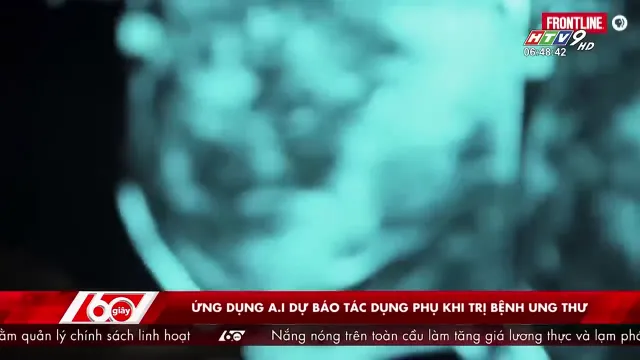 FRONTLINE
HTV9 HD
06:48:42
60 giây
ỨNG DỤNG A.I DỰ BÁO TÁC DỤNG PHỤ KHI TRỊ BỆNH UNG THƯ
quản lý chính sách linh hoạt 60 giây Nắng nóng trên toàn cầu làm tăng giá lương thực và lạm